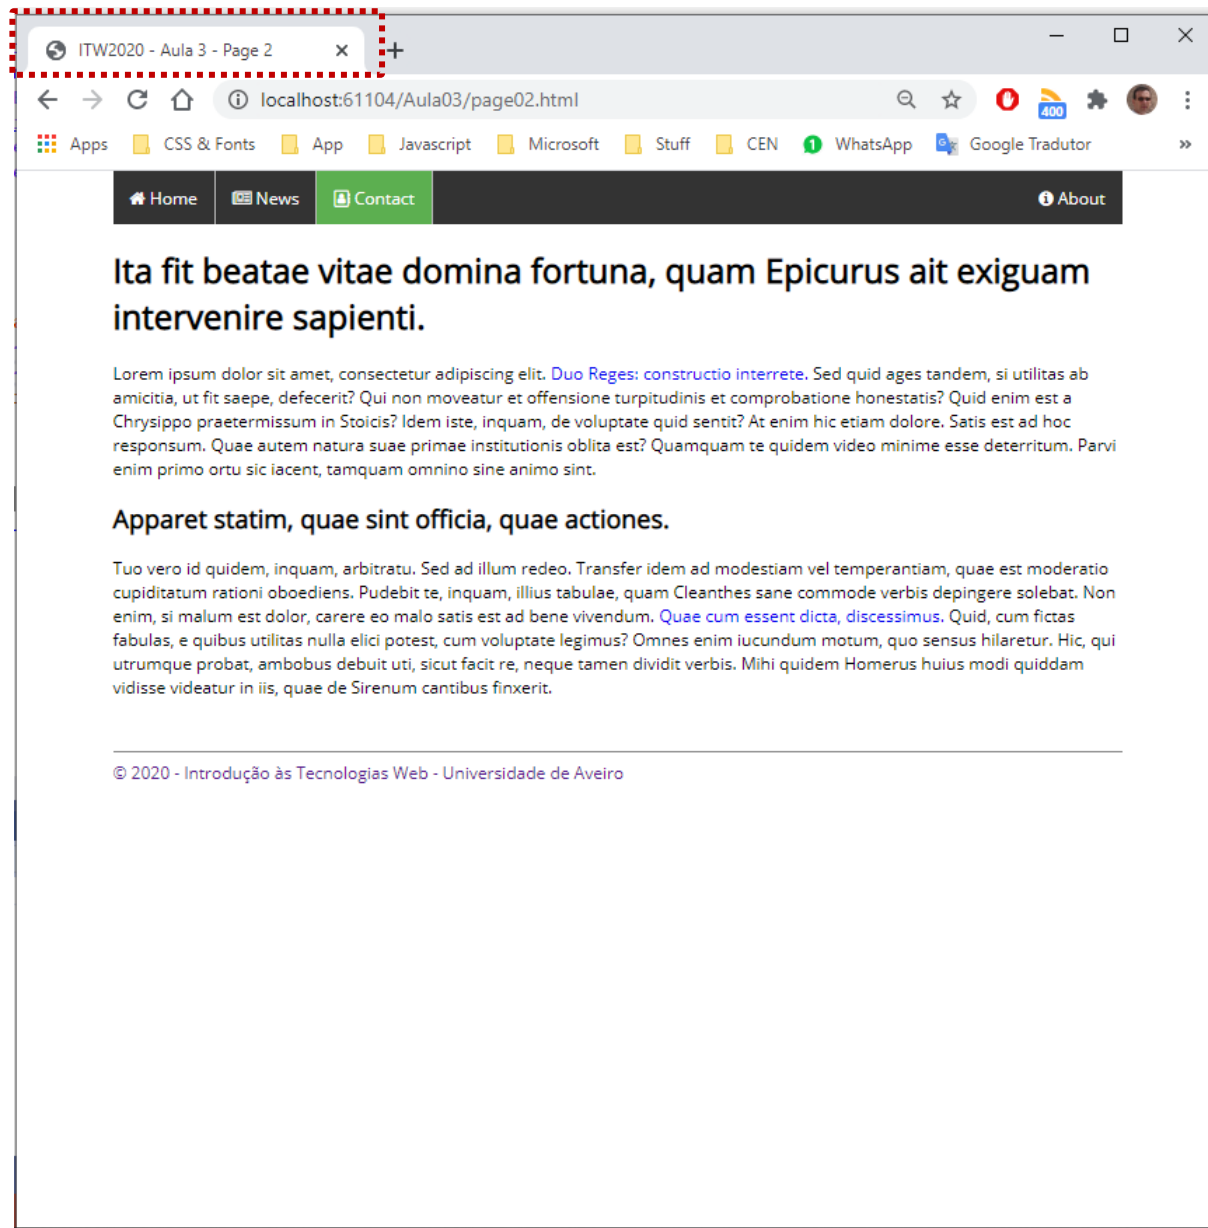 ITW2020 - Aula 3 - Page 2
localhost:61104/Aula03/page02.html
400
Apps CSS & Fonts App Javascript Microsoft Stuff CEN 1 WhatsApp Google Tradutor »
Home News Contact About
Ita fit beatae vitae domina fortuna, quam Epicurus ait exiguam
intervenire sapienti.
Lorem ipsum dolor sit amet, consectetur adipiscing elit. Duo Reges: constructio interrete. Sed quid ages tandem, si utilitas ab
amicitia, ut fit saepe, defecerit? Qui non moveatur et offensione turpitudinis et comprobatione honestatis? Quid enim est a
Chrysippo praetermissum in Stoicis? Idem iste, inquam, de voluptate quid sentit? At enim hic etiam dolore. Satis est ad hoc
responsum. Quae autem natura suae primae institutionis oblita est? Quamquam te quidem video minime esse deterritum. Parvi
enim primo ortu sic iacent, tamquam omnino sine animo sint.
Apparet statim, quae sint officia, quae actiones.
Tuo vero id quidem, inquam, arbitratu. Sed ad illum redeo. Transfer idem ad modestiam vel temperantiam, quae est moderatio
cupiditatum rationi oboediens. Pudebit te, inquam, illius tabulae, quam Cleanthes sane commode verbis depingere solebat. Non
enim, si malum est dolor, carere eo malo satis est ad bene vivendum. Quae cum essent dicta, discessimus. Quid, cum fictas
fabulas, e quibus utilitas nulla elici potest, cum voluptate legimus? Omnes enim iucundum motum, quo sensus hilaretur. Hic, qui
utrumque probat, ambobus debuit uti, sicut facit re, neque tamen dividit verbis. Mihi quidem Homerus huius modi quiddam
vidisse videatur in iis, quae de Sirenum cantibus finxerit.
© 2020 - Introdução às Tecnologias Web - Universidade de Aveiro